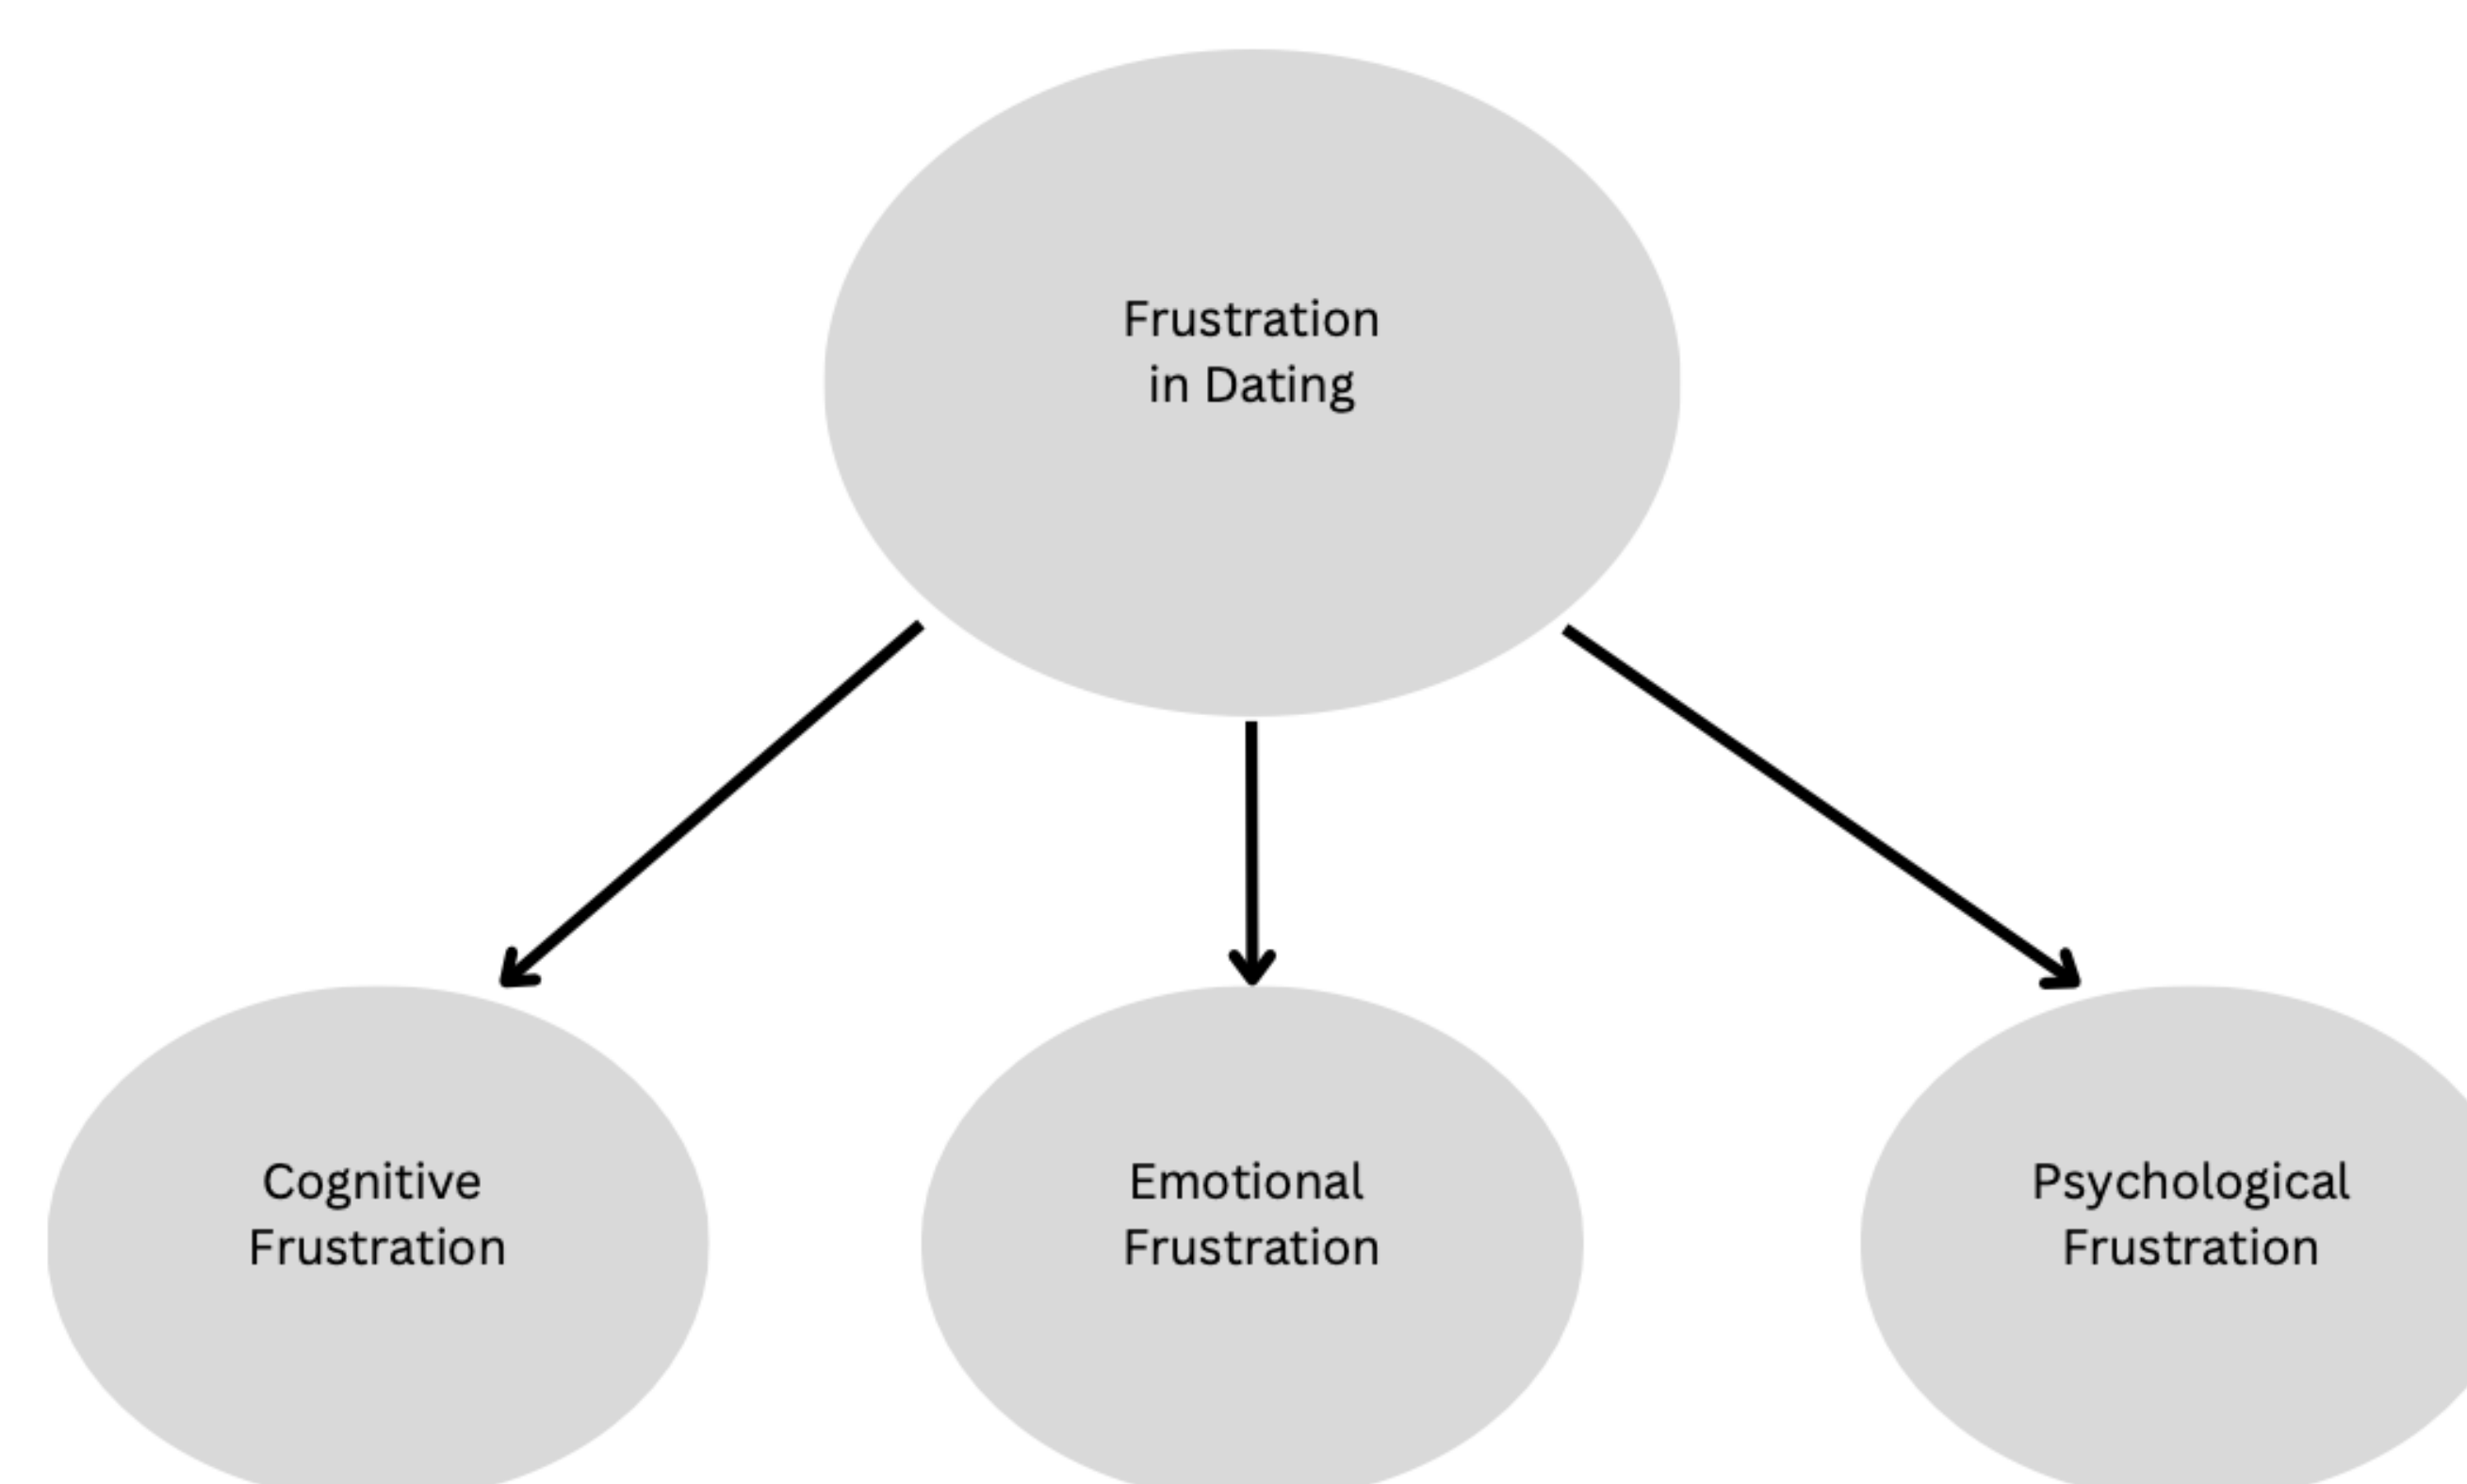 Frustration
in Dating
Cognitive
Frustration
Emotional
Frustration
Psychological
Frustration